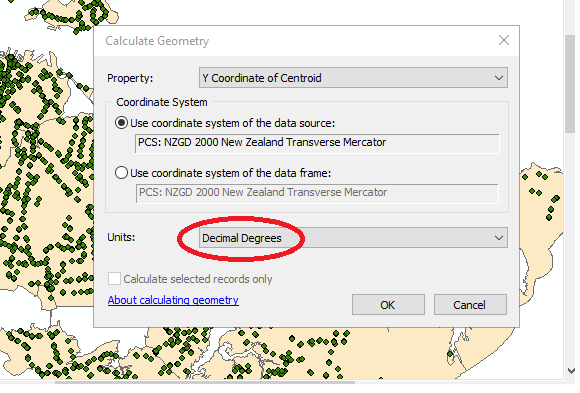 Calculate Geometry
Property: Y Coordinate of Centroid
Coordinate System
Use coordinate system of the data source:
PCS: NZGD 2000 New Zealand Transverse Mercator
Use coordinate system of the data frame:
PCS: NZGD 2000 New Zealand Transverse Mercator
Units: Decimal Degrees
Calculate selected records only
About calculating geometry
OK Cancel